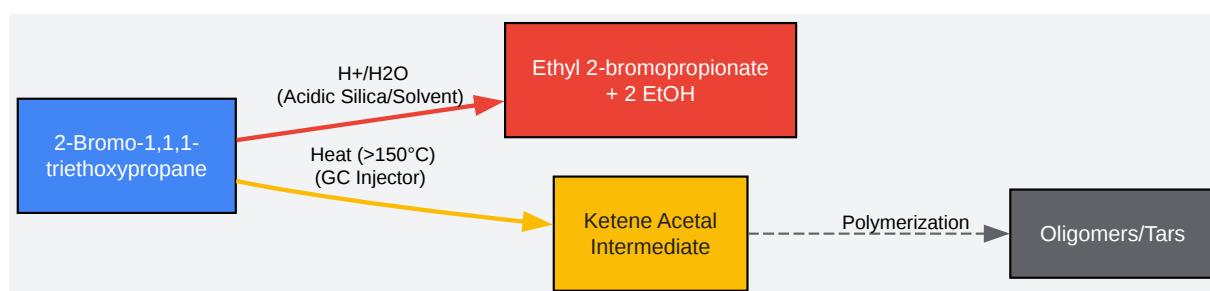 2-Bromo-1,1,1-
triethoxypropane
H+/H2O
(Acidic Silica/Solvent)
Ethyl 2-bromopropionate
+ 2 EtOH
Heat (>150°C)
(GC Injector)
Ketene Acetal
Intermediate
Polymerization
Oligomers/Tars